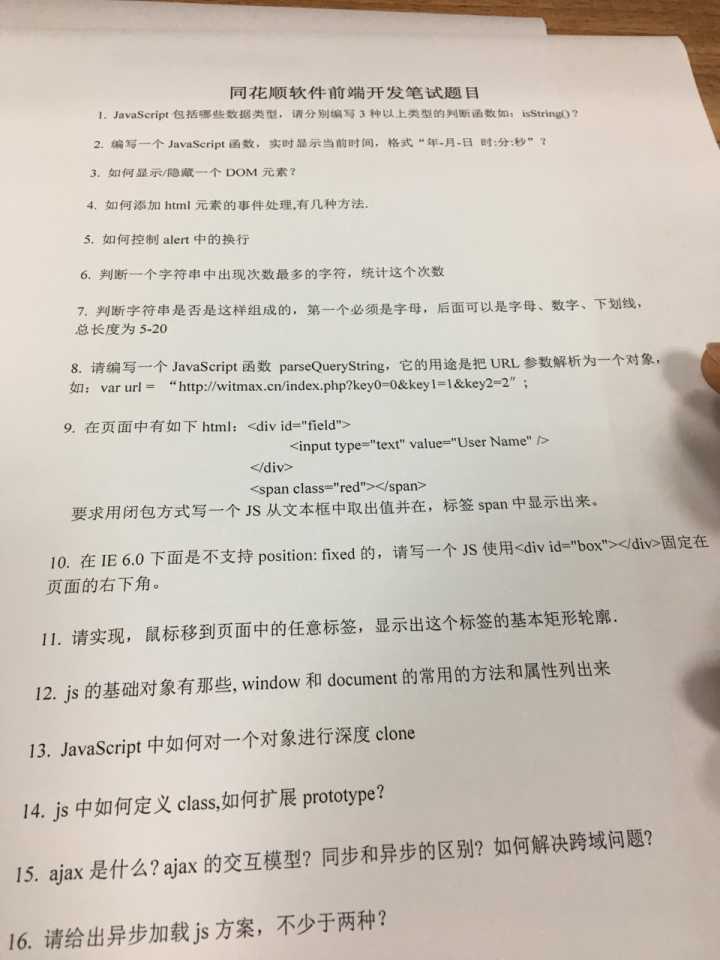 同花顺软件前端开发笔试题目
1. JavaScript 包括哪些数据类型，请分别编写 3 种以上类型的判断函数如：isString()？
2. 编写一个 JavaScript 函数，实时显示当前时间，格式“年-月-日 时:分:秒”？
3. 如何显示/隐藏一个 DOM 元素？
4. 如何添加 html 元素的事件处理,有几种方法.
5. 如何控制 alert 中的换行
6. 判断一个字符串中出现次数最多的字符，统计这个次数
7. 判断字符串是否是这样组成的，第一个必须是字母，后面可以是字母、数字、下划线，
总长度为 5-20
8. 请编写一个 JavaScript 函数 parseQueryString，它的用途是把 URL 参数解析为一个对象，
如：var url = “http://witmax.cn/index.php?key0=0&key1=1&key2=2”；
9. 在页面中有如下 html：<div id="field">
<input type="text" value="User Name" />
</div>
<span class="red"></span>
要求用闭包方式写一个 JS 从文本框中取出值并在，标签 span 中显示出来。
10. 在 IE 6.0 下面是不支持 position: fixed 的，请写一个 JS 使用<div id="box"></div>固定在
页面的右下角。
11. 请实现，鼠标移到页面中的任意标签，显示出这个标签的基本矩形轮廓.
12. js 的基础对象有那些, window 和 document 的常用的方法和属性列出来
13. JavaScript 中如何对一个对象进行深度 clone
14. js 中如何定义 class,如何扩展 prototype？
15. ajax 是什么? ajax 的交互模型？同步和异步的区别？如何解决跨域问题？
16. 请给出异步加载 js 方案，不少于两种？